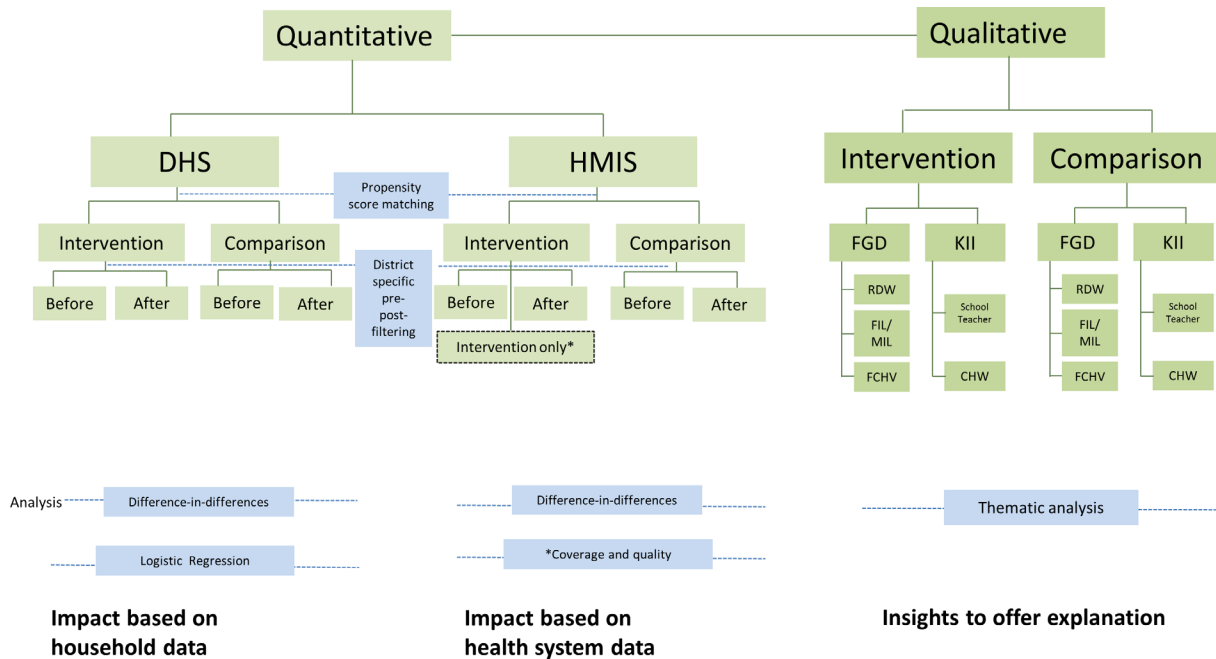 Quantitative
Qualitative
DHS
HMIS
Intervention
Comparison
Propensity
score matching
Intervention
Comparison
Intervention
Comparison
FGD
KII
FGD
KII
District
specific
pre-
post-
filtering
Before
After
Before
After
Before
After
Before
After
Intervention only*
RDW
School
Teacher
RDW
School
Teacher
FIL/
MIL
FIL/
MIL
FCHV
CHW
FCHV
CHW
Analysis
Difference-in-differences
Difference-in-differences
Thematic analysis
Logistic Regression
*Coverage and quality
Impact based on
household data
Impact based on
health system data
Insights to offer explanation